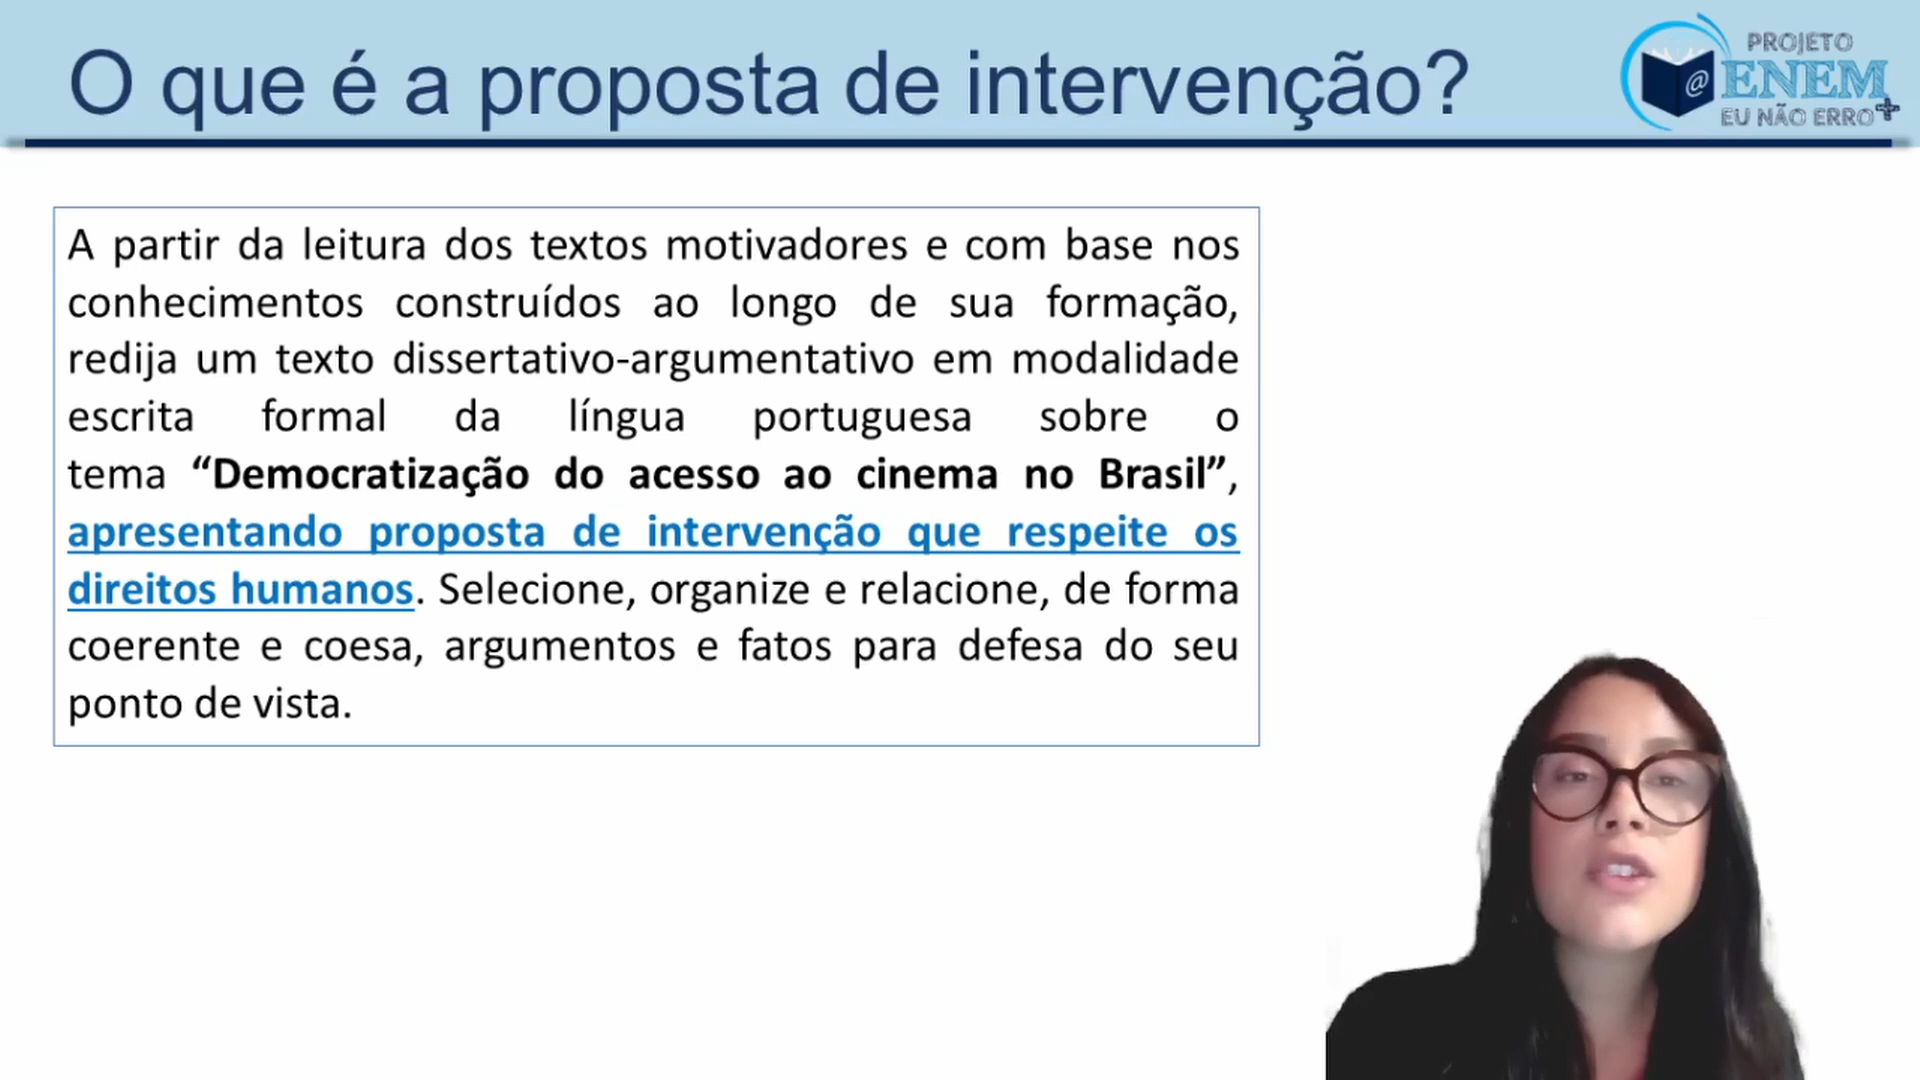 O que é a proposta de intervenção?
PROJETO
@ENEM
EU NÃO ERRO+
A partir da leitura dos textos motivadores e com base nos
conhecimentos construídos ao longo de sua formação,
redija um texto dissertativo-argumentativo em modalidade
escrita formal da língua portuguesa sobre o
tema “Democratização do acesso ao cinema no Brasil”,
apresentando proposta de intervenção que respeite os
direitos humanos. Selecione, organize e relacione, de forma
coerente e coesa, argumentos e fatos para defesa do seu
ponto de vista.